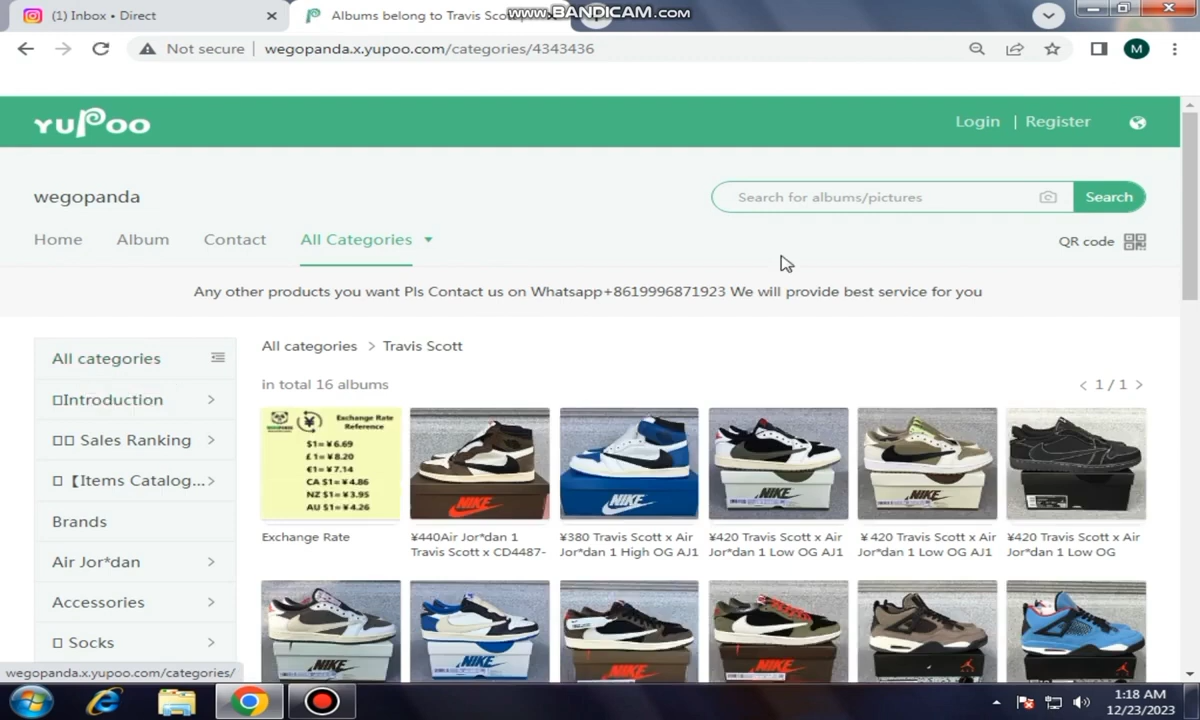 (1) Inbox • Direct
Albums belong to Travis Sco
www.BANDICAM.com
Not secure
wegopanda.x.yupoo.com/categories/4343436
M
YUPOO
Login | Register
wegopanda
Search for albums/pictures
Search
Home
Album
Contact
All Categories
QR code
Any other products you want Pls Contact us on Whatsapp+8619996871923 We will provide best service for you
All categories
Introduction
Sales Ranking
【Items Catalog...
Brands
Air Jor*dan
Accessories
Socks
All categories > Travis Scott
in total 16 albums
< 1 / 1 >
Exchange Rate
Reference
$1=¥6.69
£1=¥8.20
€1=¥7.14
CA $1=¥4.86
NZ $1=¥3.95
AU $1=¥4.26
NIKE
NIKE
NIKE
NIKE
Exchange Rate
¥440Air Jor*dan 1
Travis Scott x CD4487-
¥380 Travis Scott x Air
Jor*dan 1 High OG AJ1
¥420 Travis Scott x Air
Jor*dan 1 Low OG AJ1
¥420 Travis Scott x Air
Jor*dan 1 Low OG AJ1
¥420 Travis Scott x Air
Jor*dan 1 Low OG
NIKE
NIKE
NIKE
NIKE
wegopanda.x.yupoo.com/categories/
1:18 AM
12/23/2023